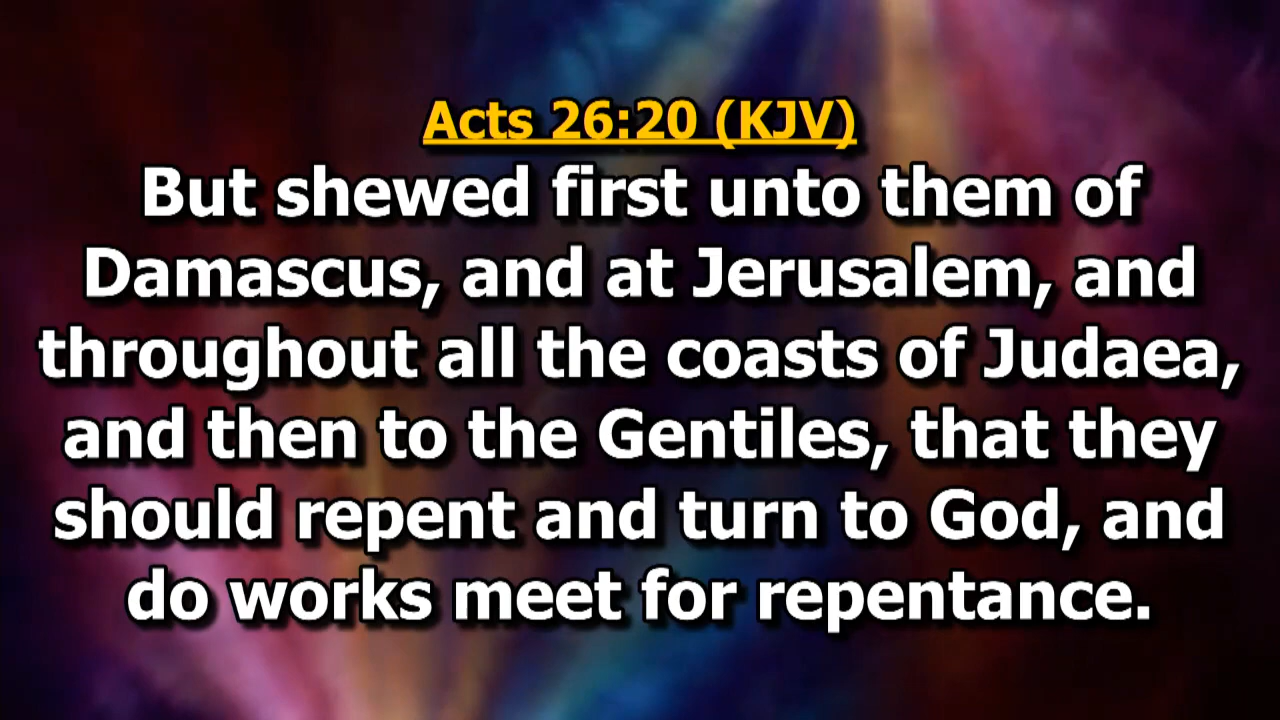 Acts 26:20 (KJV)
But shewed first unto them of
Damascus, and at Jerusalem, and
throughout all the coasts of Judaea,
and then to the Gentiles, that they
should repent and turn to God, and
do works meet for repentance.